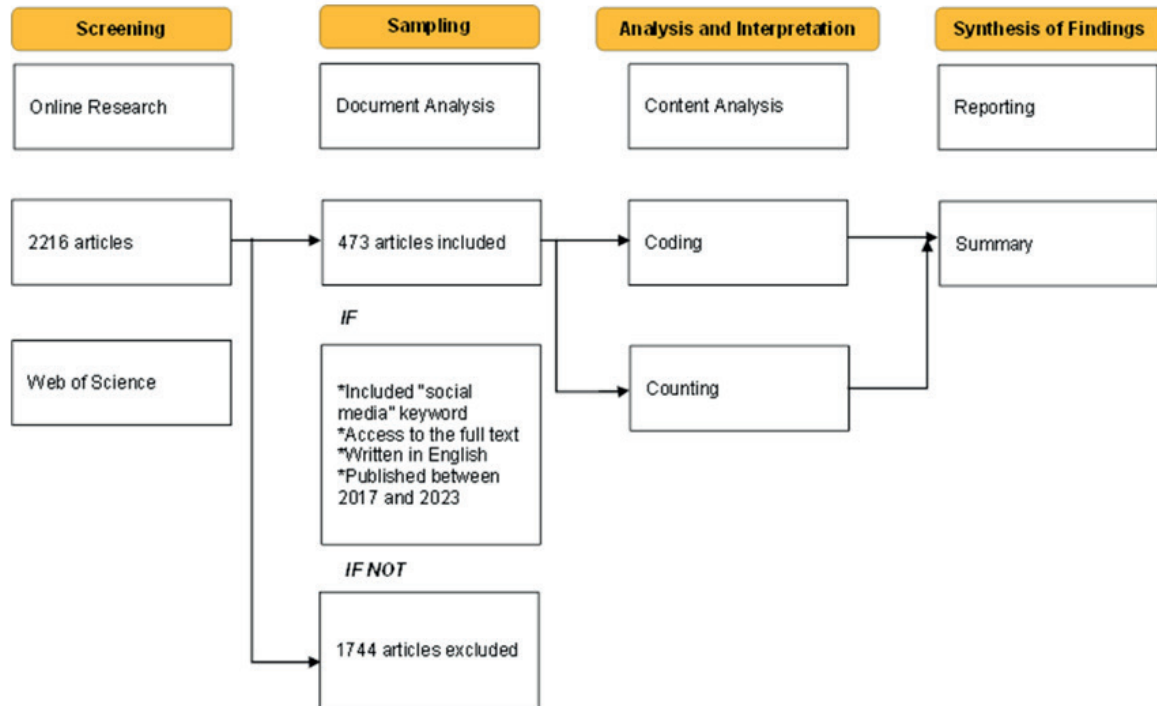 Screening
Sampling
Analysis and Interpretation
Synthesis of Findings
Online Research
Document Analysis
Content Analysis
Reporting
2216 articles
473 articles included
Coding
Summary
IF
Web of Science
*Included "social
media" keyword
*Access to the full text
*Written in English
*Published between
2017 and 2023
Counting
IF NOT
1744 articles excluded